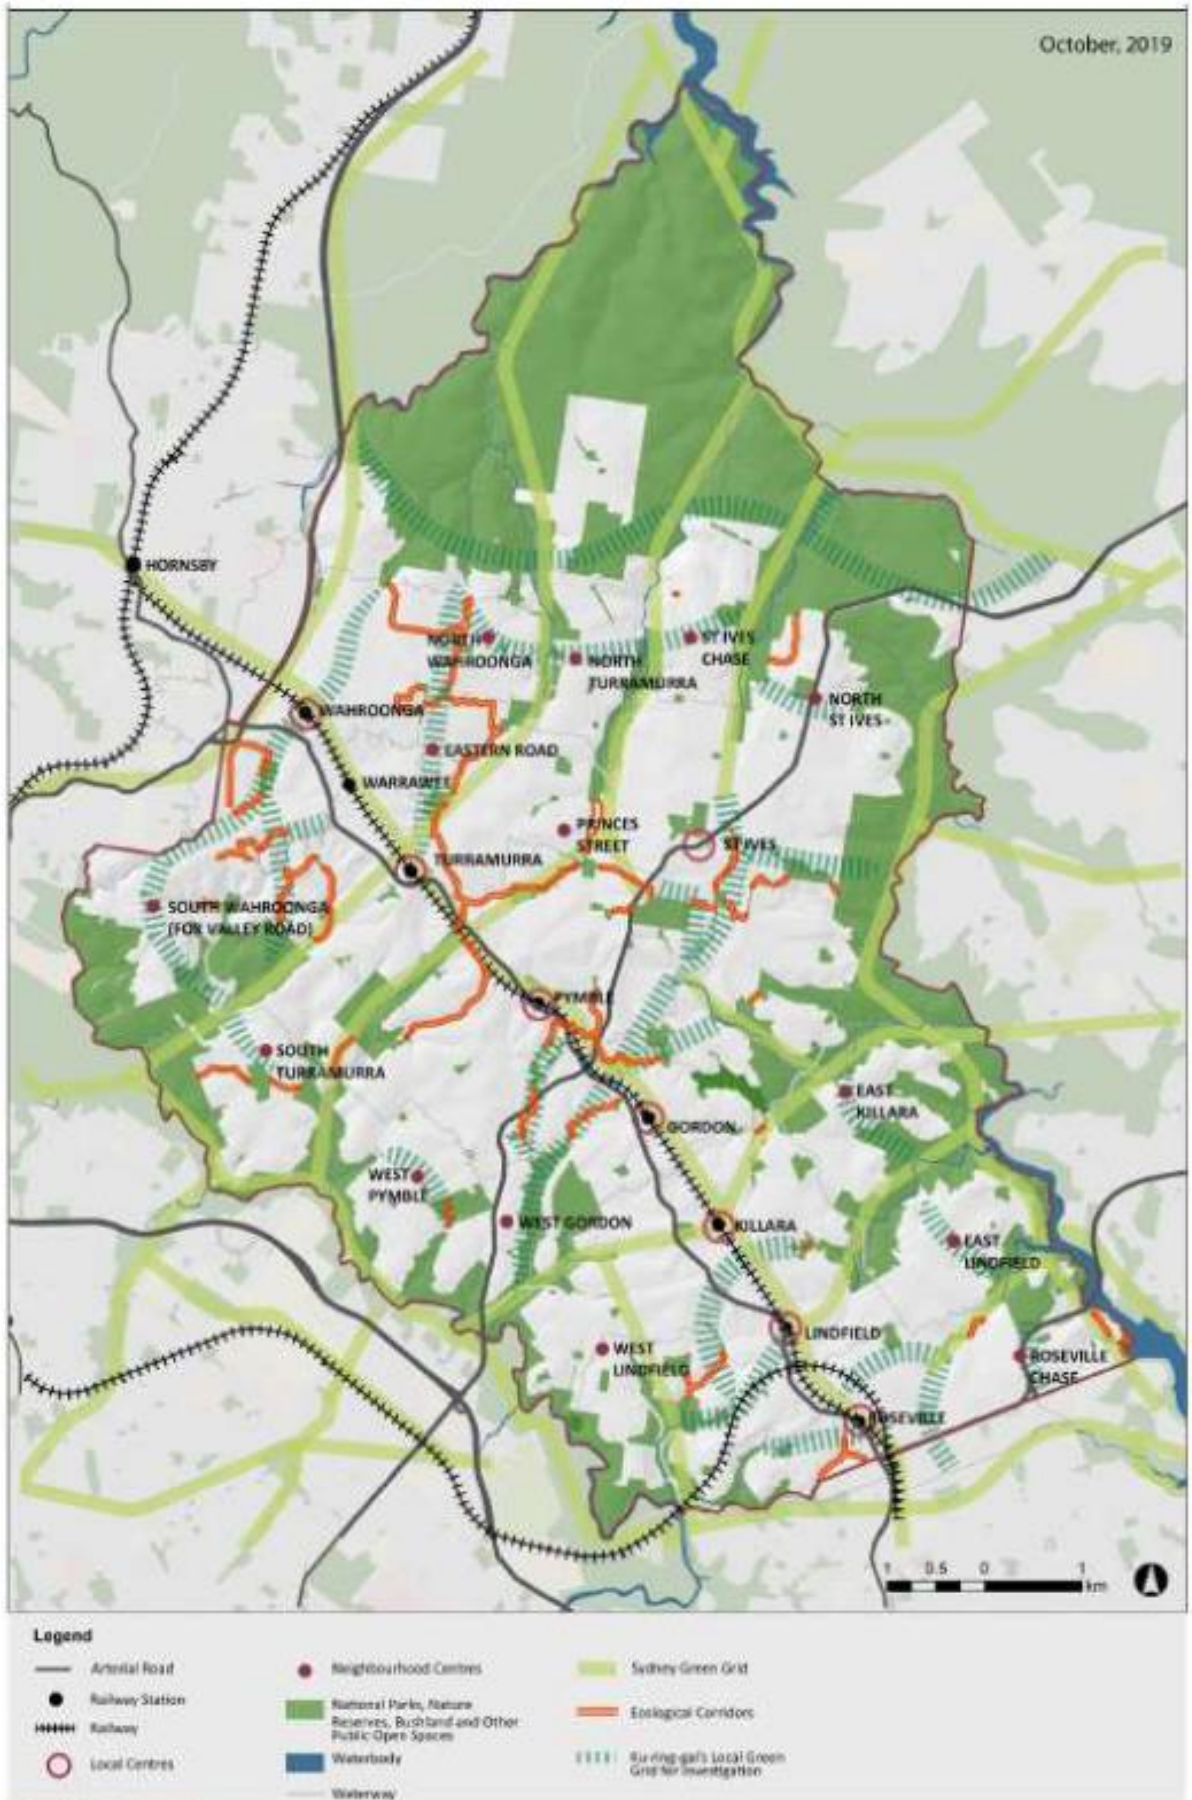 October, 2019
HORNSBY
NORTH
WAHROONGA
NORTH
TURRAMURRA
ST IVES
CHASE
NORTH
ST IVES
WAHROONGA
EASTERN ROAD
WARRAWEE
PRINCES
STREET
ST IVES
TURRAMURRA
SOUTH WAHROONGA
(FOX VALLEY ROAD)
PYMBLE
SOUTH
TURRAMURRA
EAST
KILLARA
GORDON
WEST
PYMBLE
WEST GORDON
KILLARA
EAST
LINDFIELD
LINDFIELD
WEST
LINDFIELD
ROSEVILLE
CHASE
ROSEVILLE
1 0.5 0 1
km
Legend
Arterial Road
Railway Station
Railway
Local Centres
Neighbourhood Centres
National Parks, Nature
Reserves, Bushland and Other
Public Open Spaces
Waterbody
Waterway
Sydney Green Grid
Ecological Corridors
Ku-ring-gai's Local Green
Grid for Investigation